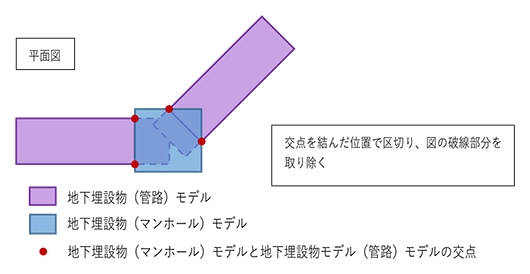 平面図
交点を結んだ位置で区切り、図の破線部分を
取り除く
地下埋設物（管路）モデル
地下埋設物（マンホール）モデル
地下埋設物（マンホール）モデルと地下埋設物モデル（管路）モデルの交点